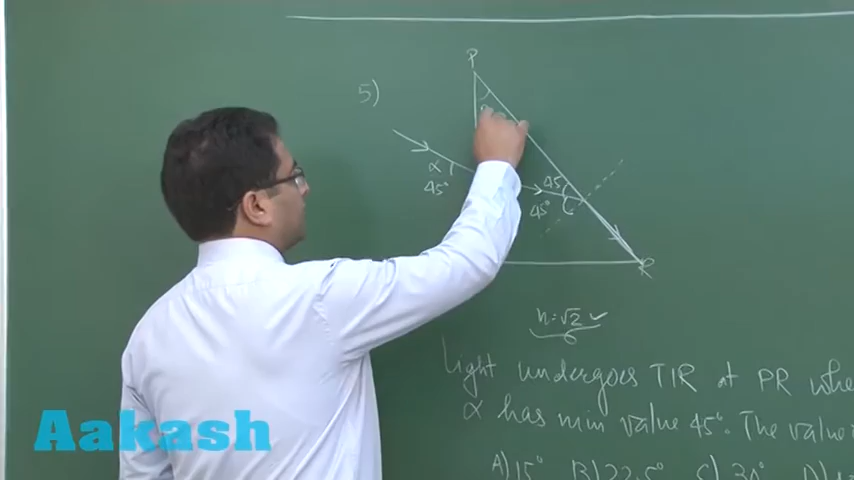 5)
P
α
45°
45
45°
R
n=√2 ✓
Light undergoes TIR at PR
α has min value 45°. The value
A) 15° B) 22.5° C) 30°
Aakash